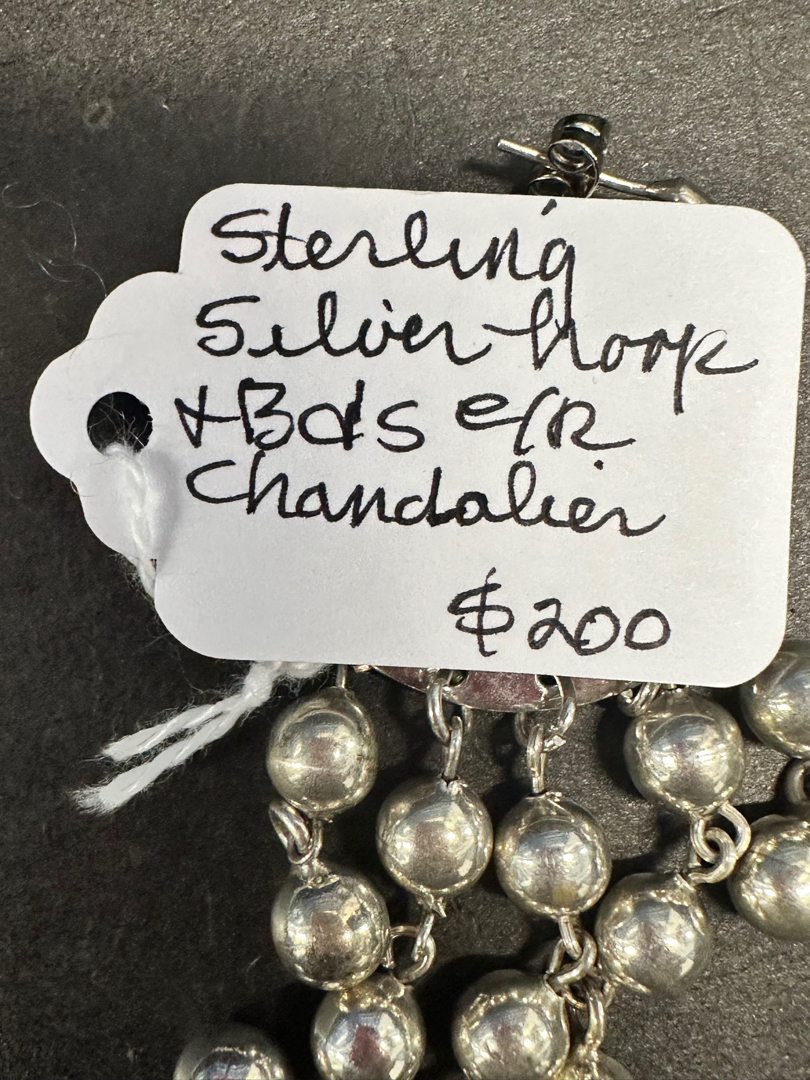 Sterling
Silver hoop
+ Bds e/R
Chandalier
$200